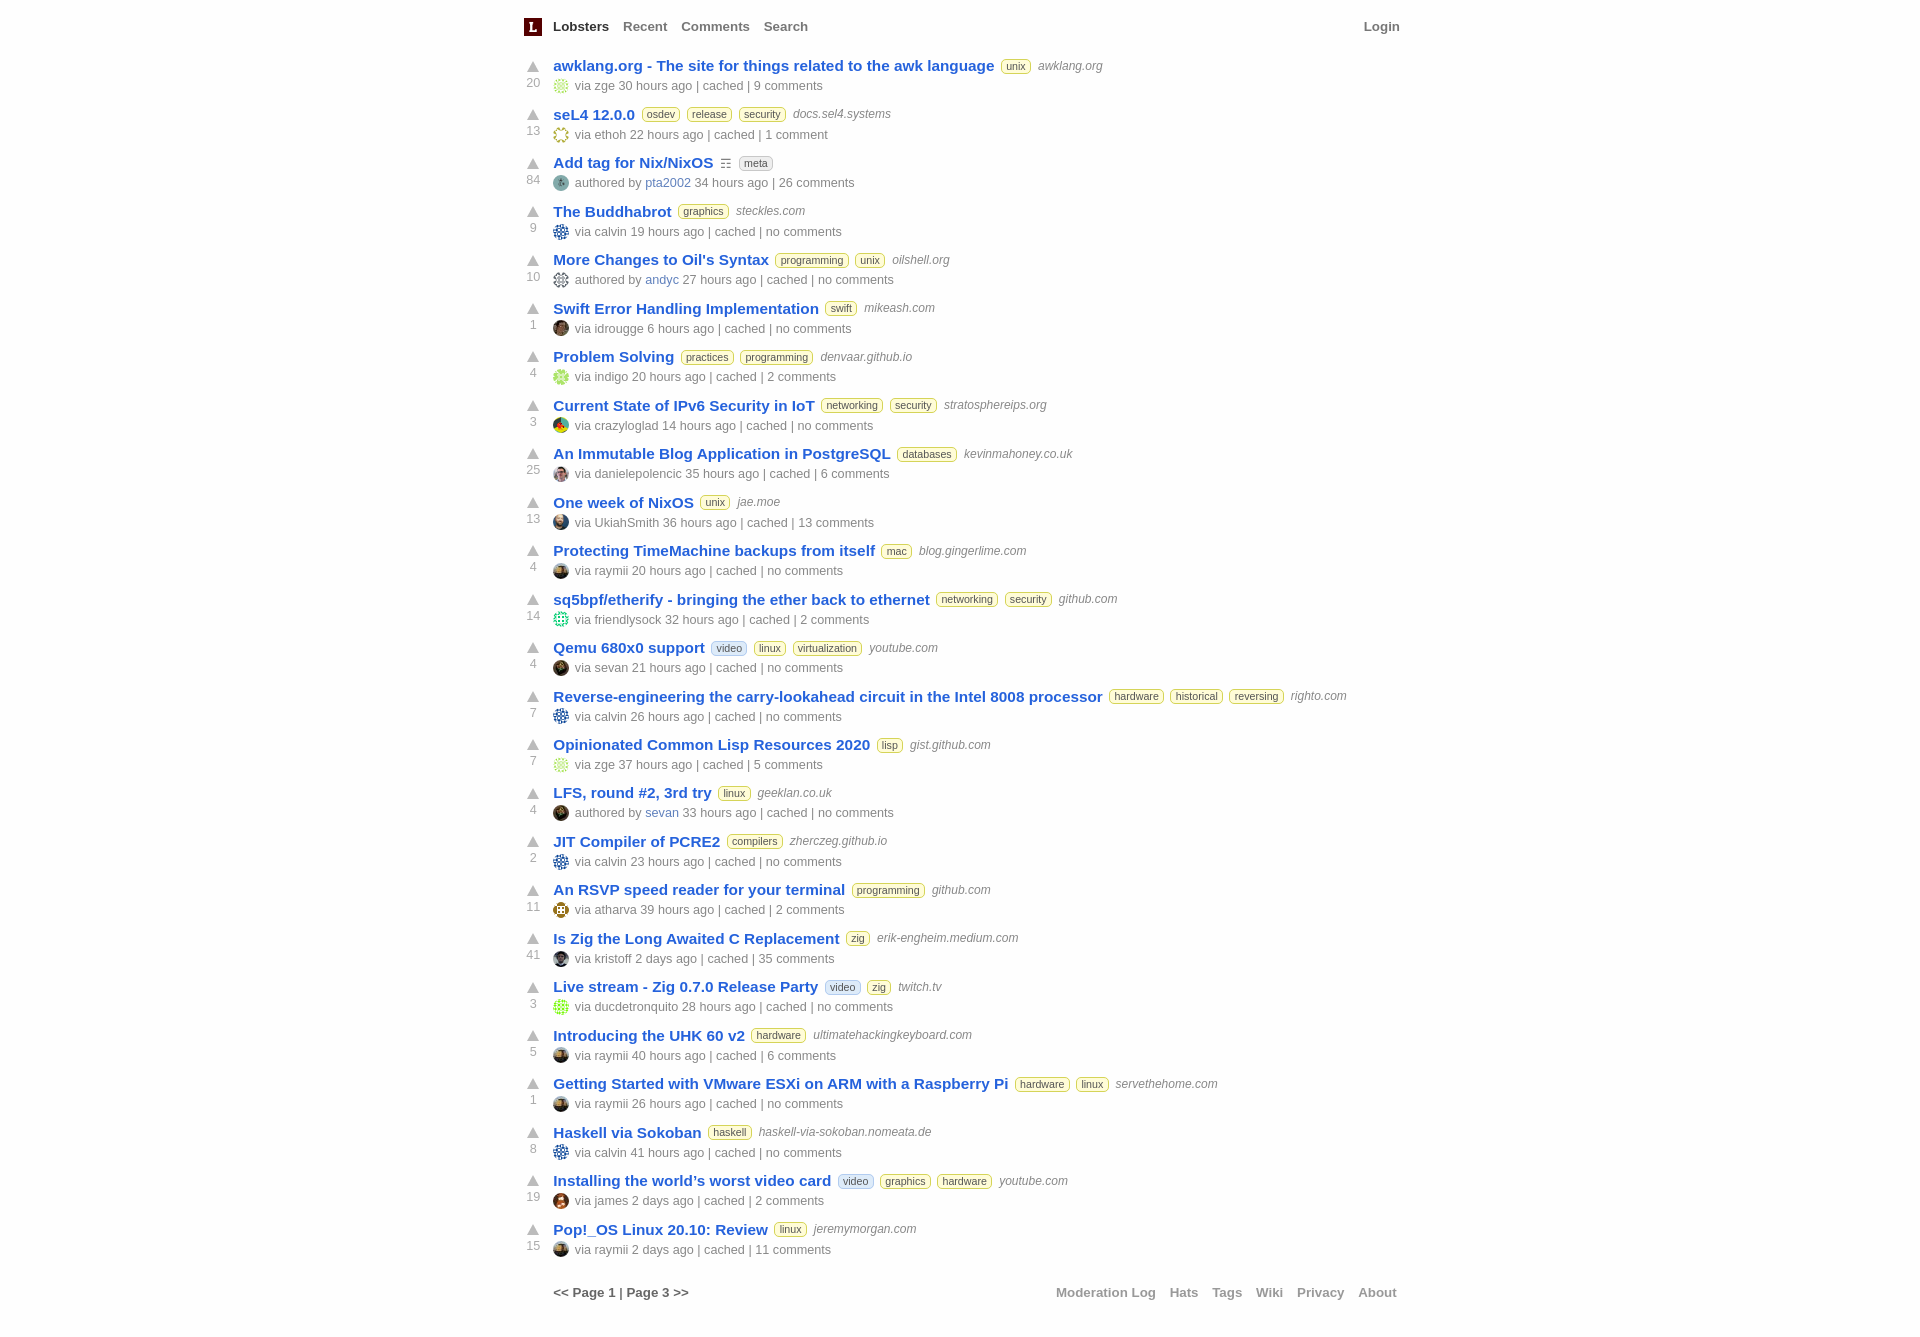 L Lobsters Recent Comments Search Login
awklang.org - The site for things related to the awk language unix awklang.org
20 via zge 30 hours ago | cached | 9 comments
seL4 12.0.0 osdev release security docs.sel4.systems
13 via ethoh 22 hours ago | cached | 1 comment
Add tag for Nix/NixOS ☶ meta
84 authored by pta2002 34 hours ago | 26 comments
The Buddhabrot graphics steckles.com
9 via calvin 19 hours ago | cached | no comments
More Changes to Oil's Syntax programming unix oilshell.org
10 authored by andyc 27 hours ago | cached | no comments
Swift Error Handling Implementation swift mikeash.com
1 via idrougge 6 hours ago | cached | no comments
Problem Solving practices programming denvaar.github.io
4 via indigo 20 hours ago | cached | 2 comments
Current State of IPv6 Security in IoT networking security stratosphereips.org
3 via crazyloglad 14 hours ago | cached | no comments
An Immutable Blog Application in PostgreSQL databases kevinmahoney.co.uk
25 via danielepolencic 35 hours ago | cached | 6 comments
One week of NixOS unix jae.moe
13 via UkiahSmith 36 hours ago | cached | 13 comments
Protecting TimeMachine backups from itself mac blog.gingerlime.com
4 via raymii 20 hours ago | cached | no comments
sq5bpf/etherify - bringing the ether back to ethernet networking security github.com
14 via friendlysock 32 hours ago | cached | 2 comments
Qemu 680x0 support video linux virtualization youtube.com
4 via sevan 21 hours ago | cached | no comments
Reverse-engineering the carry-lookahead circuit in the Intel 8008 processor hardware historical reversing righto.com
7 via calvin 26 hours ago | cached | no comments
Opinionated Common Lisp Resources 2020 lisp gist.github.com
7 via zge 37 hours ago | cached | 5 comments
LFS, round #2, 3rd try linux geeklan.co.uk
4 authored by sevan 33 hours ago | cached | no comments
JIT Compiler of PCRE2 compilers zherczeg.github.io
2 via calvin 23 hours ago | cached | no comments
An RSVP speed reader for your terminal programming github.com
11 via atharva 39 hours ago | cached | 2 comments
Is Zig the Long Awaited C Replacement zig erik-engheim.medium.com
41 via kristoff 2 days ago | cached | 35 comments
Live stream - Zig 0.7.0 Release Party video zig twitch.tv
3 via ducdetronquito 28 hours ago | cached | no comments
Introducing the UHK 60 v2 hardware ultimatehackingkeyboard.com
5 via raymii 40 hours ago | cached | 6 comments
Getting Started with VMware ESXi on ARM with a Raspberry Pi hardware linux servethehome.com
1 via raymii 26 hours ago | cached | no comments
Haskell via Sokoban haskell haskell-via-sokoban.nomeata.de
8 via calvin 41 hours ago | cached | no comments
Installing the world’s worst video card video graphics hardware youtube.com
19 via james 2 days ago | cached | 2 comments
Pop!_OS Linux 20.10: Review linux jeremymorgan.com
15 via raymii 2 days ago | cached | 11 comments
<< Page 1 | Page 3 >> Moderation Log Hats Tags Wiki Privacy About